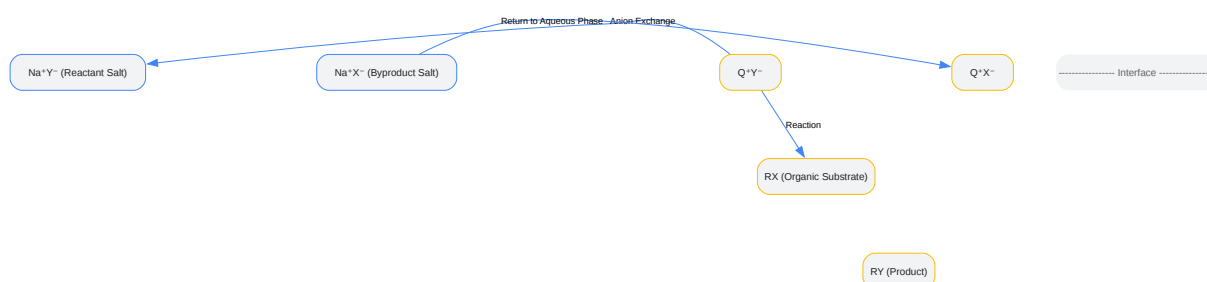 Return to Aqueous Phase Anion Exchange
Na⁺Y⁻ (Reactant Salt)
Na⁺X⁻ (Byproduct Salt)
Q⁺Y⁻
Q⁺X⁻
----------------- Interface ---------------
Reaction
RX (Organic Substrate)
RY (Product)